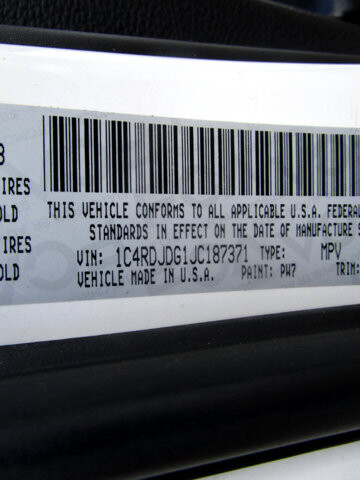 3
IRES
OLD
IRES
OLD
THIS VEHICLE CONFORMS TO ALL APPLICABLE U.S.A. FEDERAL
STANDARDS IN EFFECT ON THE DATE OF MANUFACTURE S
VIN: 1C4RDJDG1JC187371 TYPE: MPV
VEHICLE MADE IN U.S.A. PAINT: PW7 TRIM: